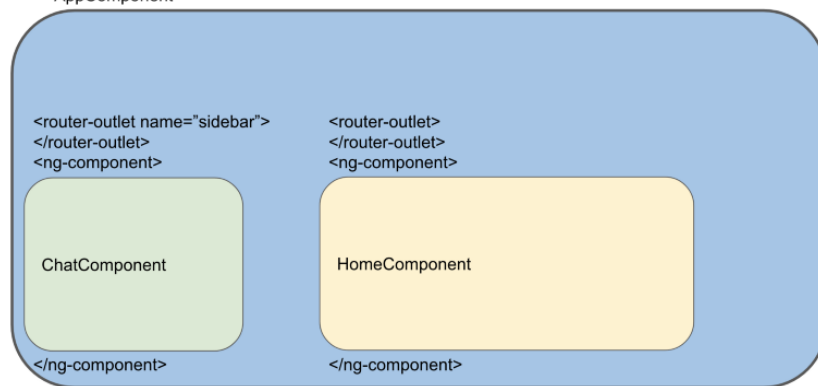 AppComponent
<router-outlet name=”sidebar”>
</router-outlet>
<ng-component>
ChatComponent
</ng-component>
<router-outlet>
</router-outlet>
<ng-component>
HomeComponent
</ng-component>